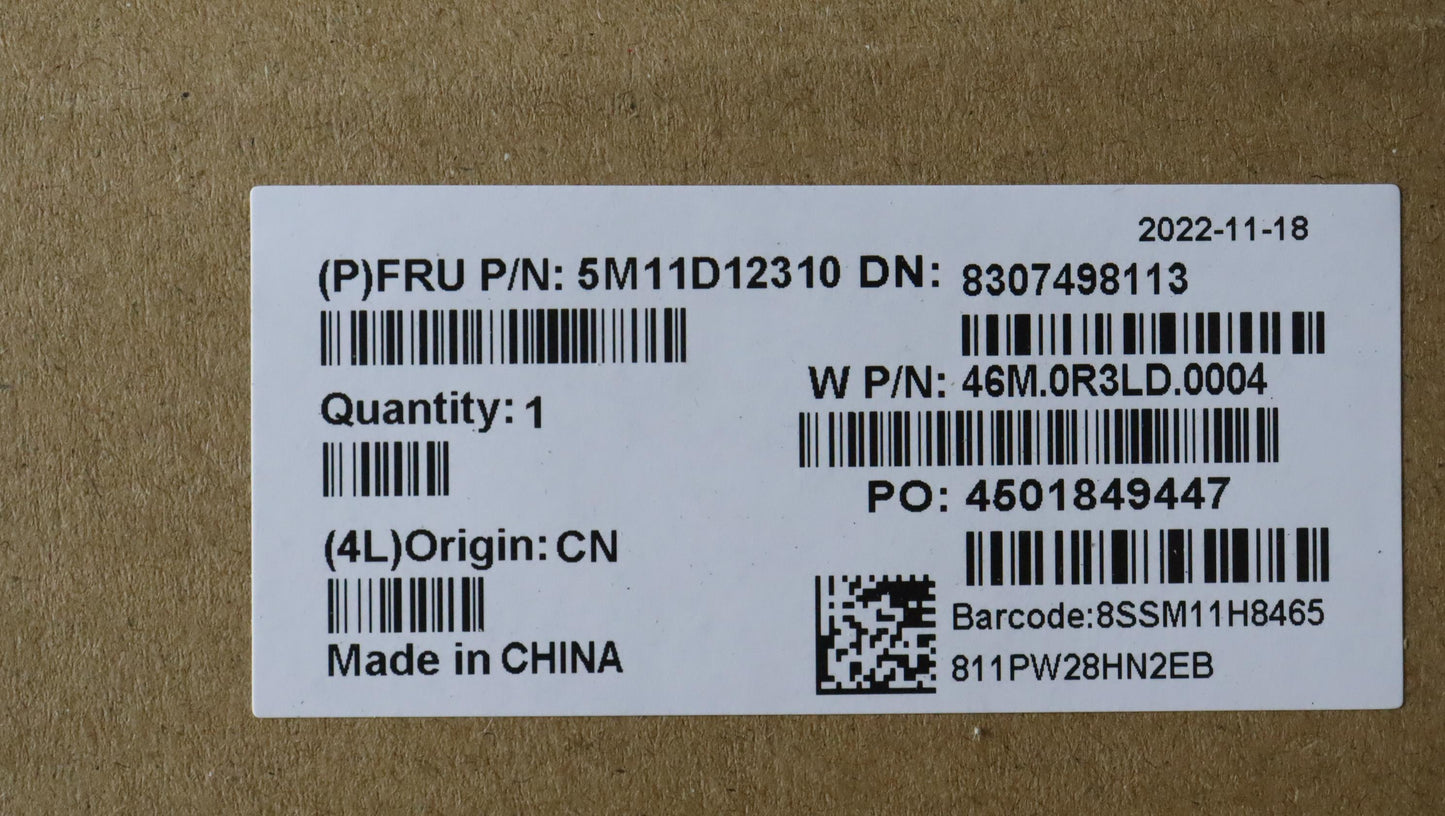 2022-11-18
(P)FRU P/N: 5M11D12310 DN: 8307498113
W P/N: 46M.0R3LD.0004
Quantity: 1
PO: 4501849447
(4L)Origin: CN
Barcode:8SSM11H8465
811PW28HN2EB
Made in CHINA